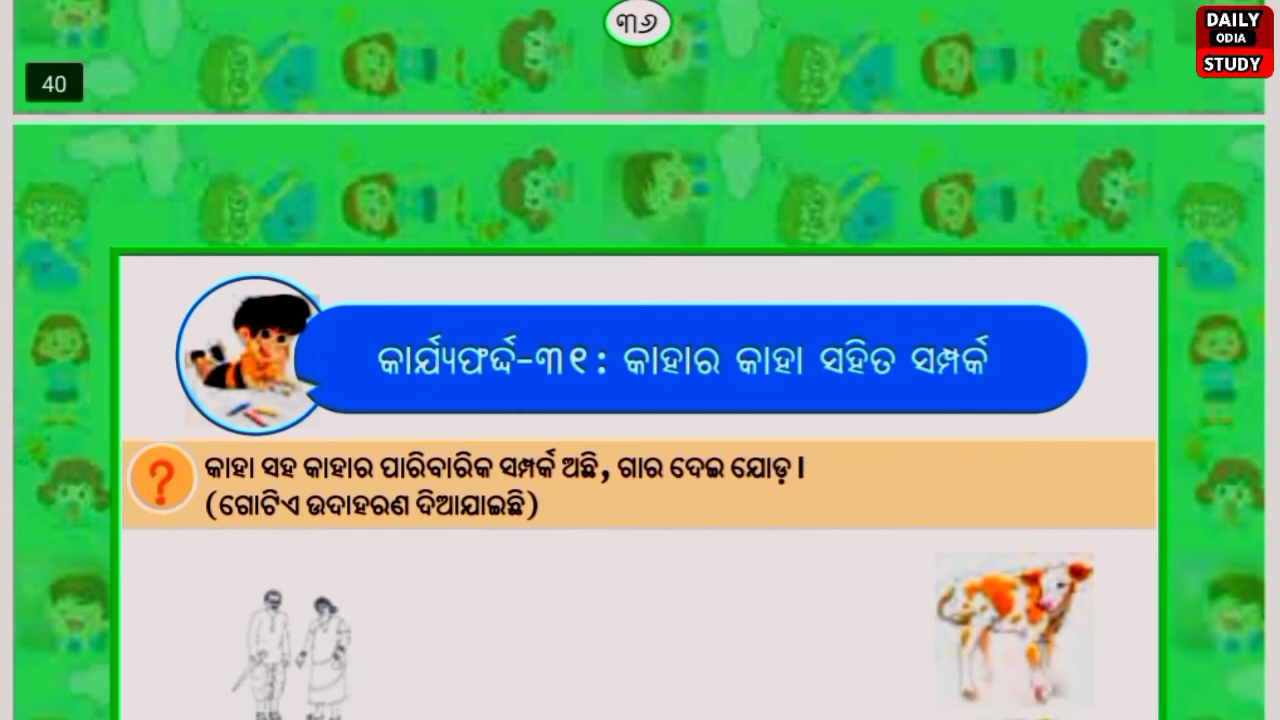 ୩୬
DAILY
ODIA
STUDY
40
କାର୍ଯ୍ୟଫର୍ଦ୍ଦ-୩୧ : କାହାର କାହା ସହିତ ସମ୍ପର୍କ
?
କାହା ସହ କାହାର ପାରିବାରିକ ସମ୍ପର୍କ ଅଛି, ଗାର ଦେଇ ଯୋଡ଼ ।
(ଗୋଟିଏ ଉଦାହରଣ ଦିଆଯାଇଛି)